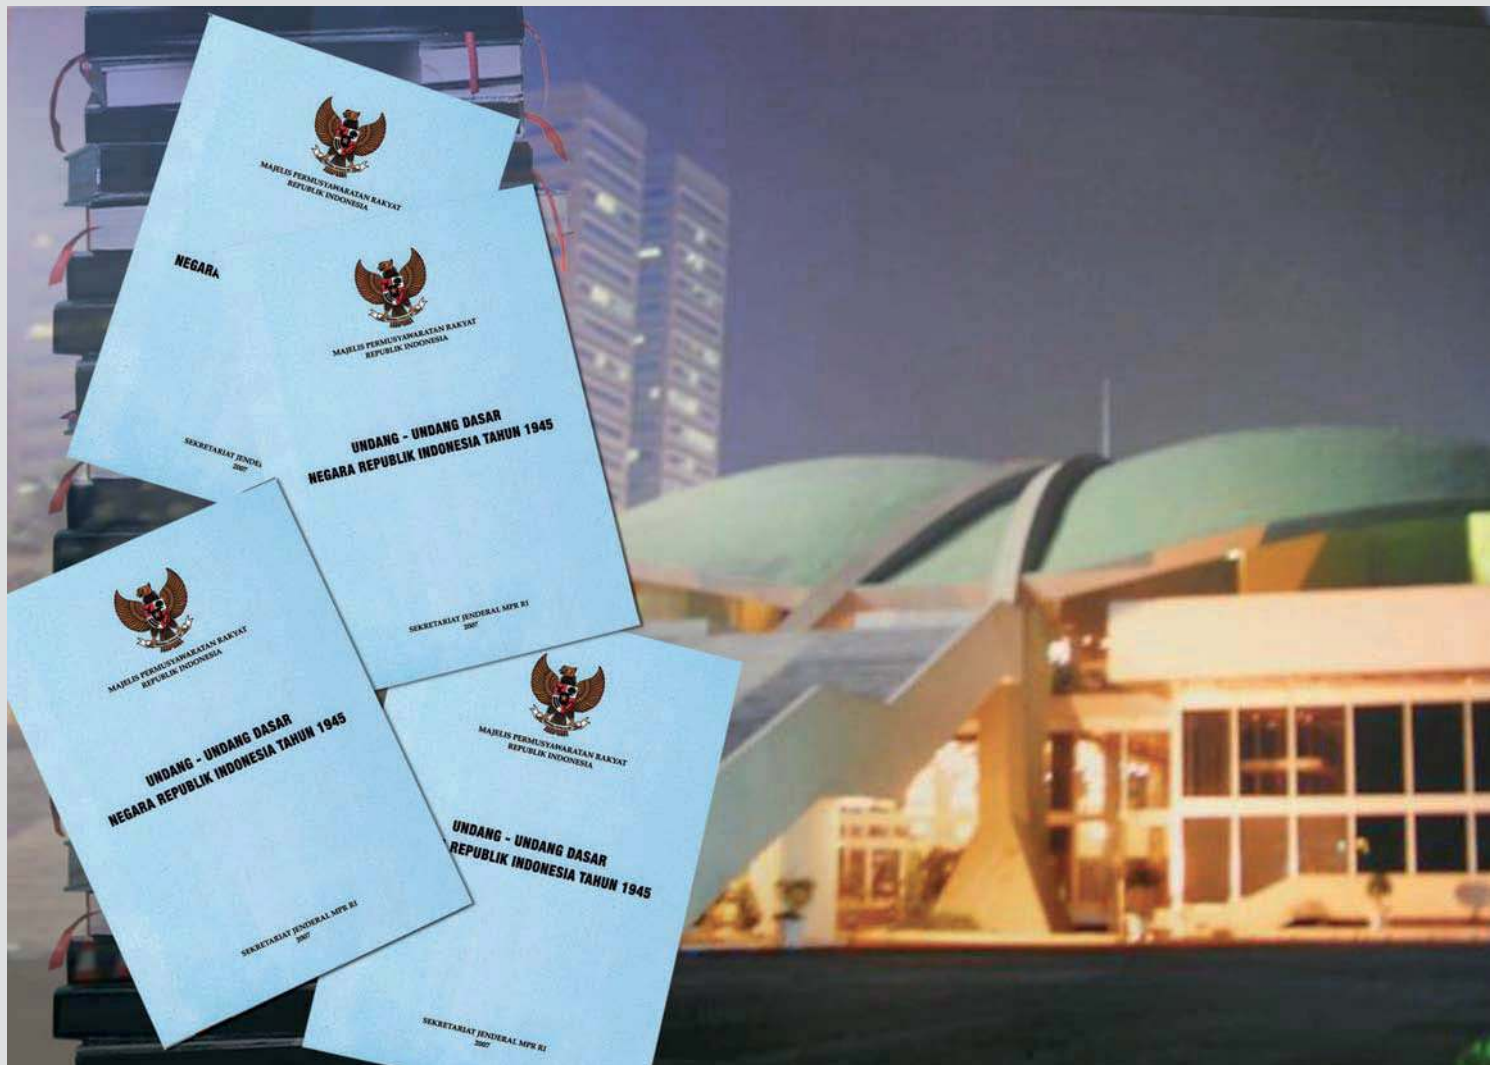 MAJELIS PERMUSYAWARATAN RAKYAT
REPUBLIK INDONESIA
NEGARA
SEKRETARIAT JENDE
2007
MAJELIS PERMUSYAWARATAN RAKYAT
REPUBLIK INDONESIA
UNDANG - UNDANG DASAR
NEGARA REPUBLIK INDONESIA TAHUN 1945
SEKRETARIAT JENDERAL MPR RI
2007
MAJELIS PERMUSYAWARATAN RAKYAT
REPUBLIK INDONESIA
UNDANG - UNDANG DASAR
NEGARA REPUBLIK INDONESIA TAHUN 1945
SEKRETARIAT JENDERAL MPR RI
2007
MAJELIS PERMUSYAWARATAN RAKYAT
REPUBLIK INDONESIA
UNDANG - UNDANG DASAR
REPUBLIK INDONESIA TAHUN 1945
SEKRETARIAT JENDERAL MPR RI
2007